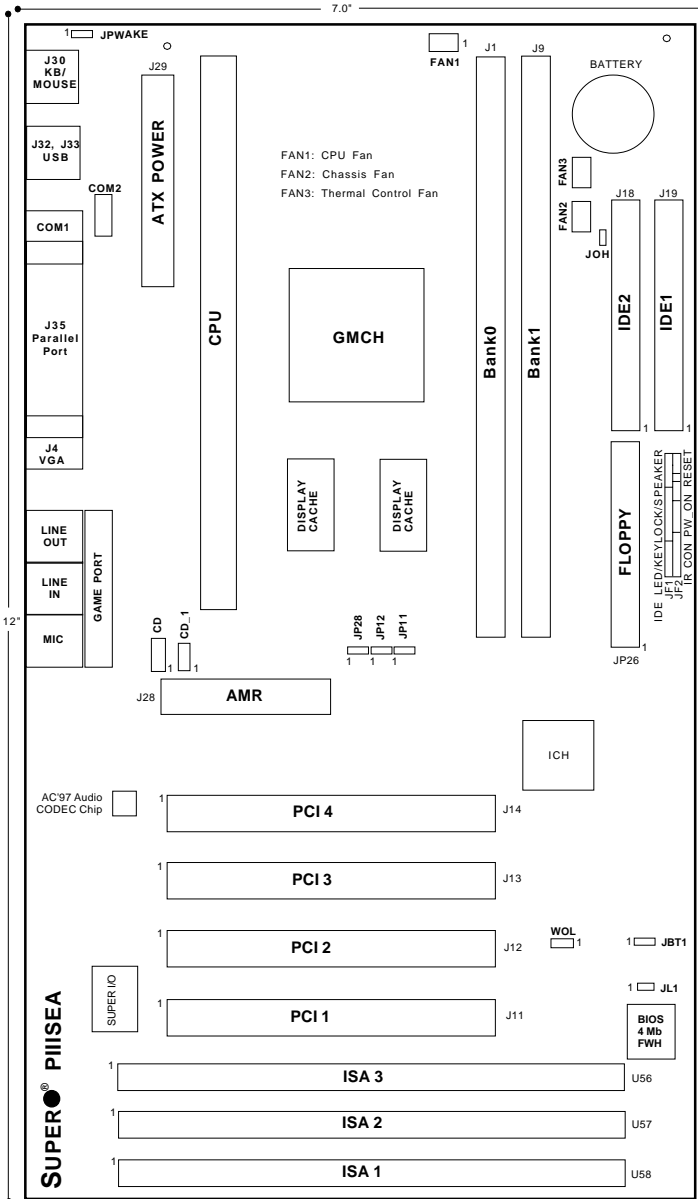 7.0"
1 JPWAKE
J30
KB/
MOUSE
J29
FAN1
1
J1
J9
BATTERY
J32, J33
USB
COM2
ATX POWER
FAN1: CPU Fan
FAN2: Chassis Fan
FAN3: Thermal Control Fan
FAN3
FAN2
J18
J19
COM1
JOH
J35
Parallel
Port
CPU
GMCH
Bank0
Bank1
IDE2
IDE1
1
1
J4
VGA
DISPLAY
CACHE
DISPLAY
CACHE
FLOPPY
IDE LED/KEYLOCK/SPEAKER
JF1
JF2
IR CON PW_ON RESET
LINE
OUT
LINE
IN
MIC
GAME PORT
12"
CD
1
CD_1
1
JP28
JP12
JP11
1
1
1
1
JP26
J28
AMR
ICH
AC'97 Audio
CODEC Chip
1
PCI 4
J14
1
PCI 3
J13
1
PCI 2
J12
WOL
1
1 JBT1
SUPER I/O
1
PCI 1
J11
1 JL1
BIOS
4 Mb
FWH
SUPER® PIIISEA
1
ISA 3
U56
1
ISA 2
U57
1
ISA 1
U58